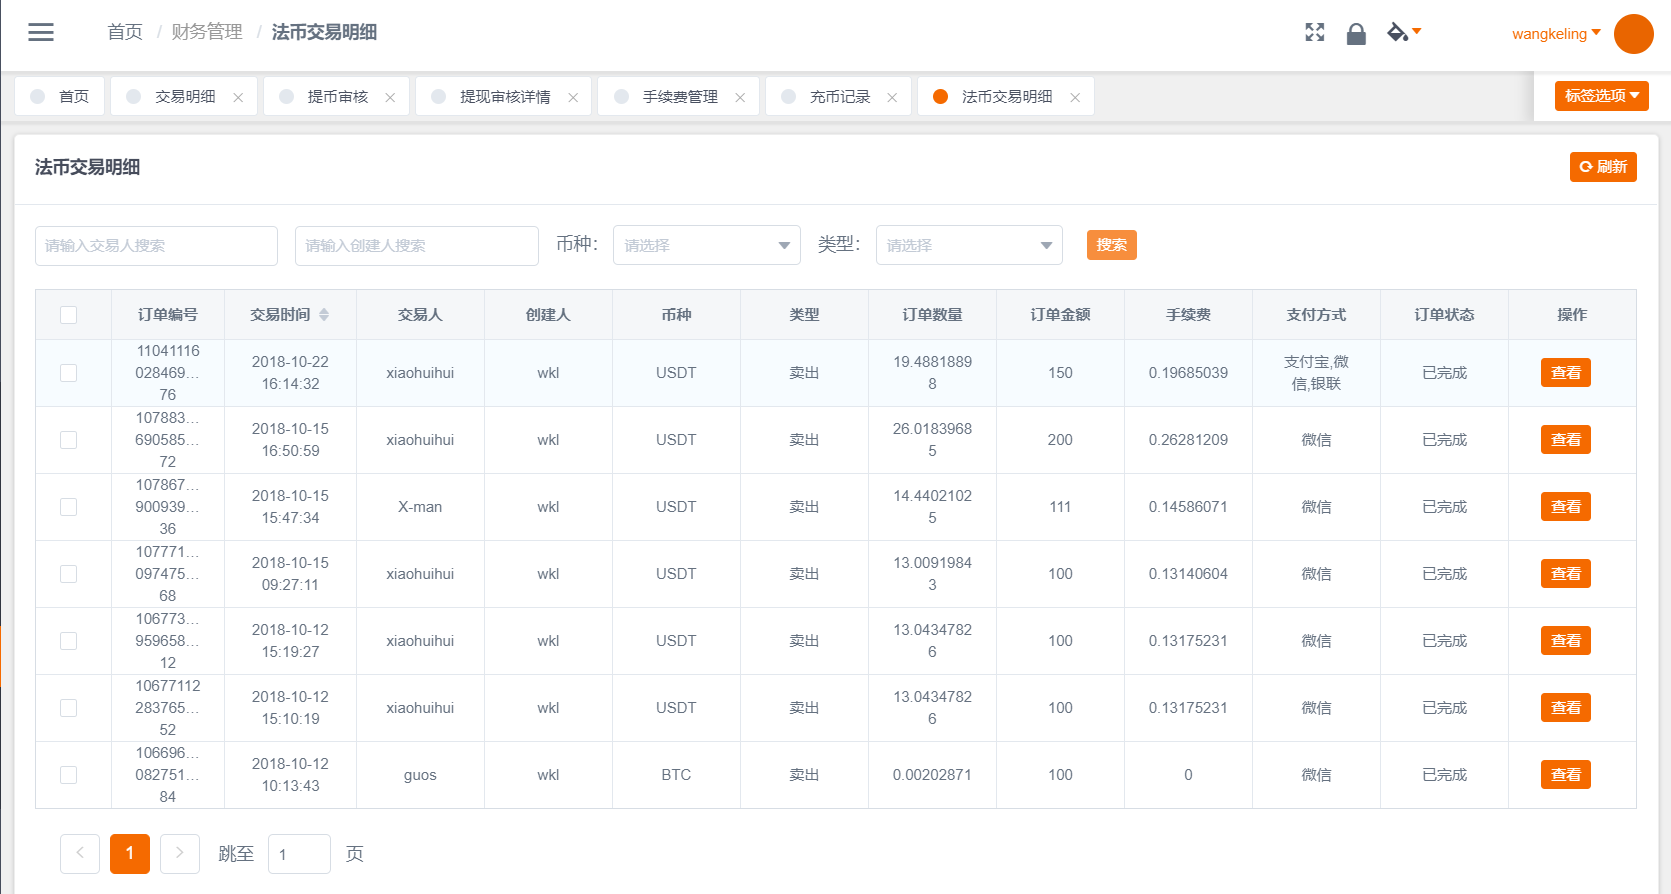 首页 / 财务管理 / 法币交易明细
wangkeling
首页
交易明细
提币审核
提现审核详情
手续费管理
充币记录
法币交易明细
标签选项
法币交易明细
刷新
请输入交易人搜索
请输入创建人搜索
币种：
请选择
类型：
请选择
搜索
订单编号 交易时间 交易人 创建人 币种 类型 订单数量 订单金额 手续费 支付方式 订单状态 操作
11041116
028469...
76
2018-10-22
16:14:32
xiaohuihui
wkl
USDT
卖出
19.4881889
8
150
0.19685039
支付宝,微
信,银联
已完成
查看
107883...
690585...
72
2018-10-15
16:50:59
xiaohuihui
wkl
USDT
卖出
26.0183968
5
200
0.26281209
微信
已完成
查看
107867...
900939...
36
2018-10-15
15:47:34
X-man
wkl
USDT
卖出
14.4402102
5
111
0.14586071
微信
已完成
查看
107771...
097475...
68
2018-10-15
09:27:11
xiaohuihui
wkl
USDT
卖出
13.0091984
3
100
0.13140604
微信
已完成
查看
106773...
959658...
12
2018-10-12
15:19:27
xiaohuihui
wkl
USDT
卖出
13.0434782
6
100
0.13175231
微信
已完成
查看
10677112
283765...
52
2018-10-12
15:10:19
xiaohuihui
wkl
USDT
卖出
13.0434782
6
100
0.13175231
微信
已完成
查看
106696...
082751...
84
2018-10-12
10:13:43
guos
wkl
BTC
卖出
0.00202871
100
0
微信
已完成
查看
1
跳至 1 页